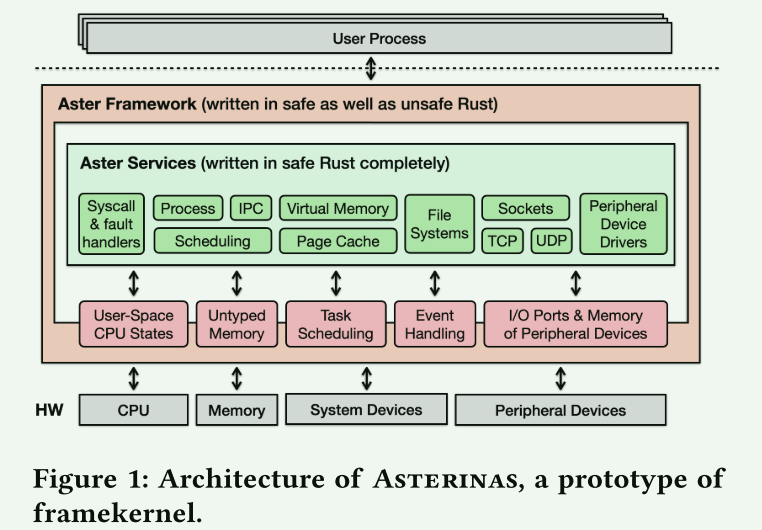 User Process
Aster Framework (written in safe as well as unsafe Rust)
Aster Services (written in safe Rust completely)
Syscall
& fault
handlers
Process
IPC
Scheduling
Virtual Memory
Page Cache
File
Systems
Sockets
TCP
UDP
Peripheral
Device
Drivers
User-Space
CPU States
Untyped
Memory
Task
Scheduling
Event
Handling
I/O Ports & Memory
of Peripheral Devices
HW
CPU
Memory
System Devices
Peripheral Devices
Figure 1: Architecture of ASTERINAS, a prototype of
framekernel.